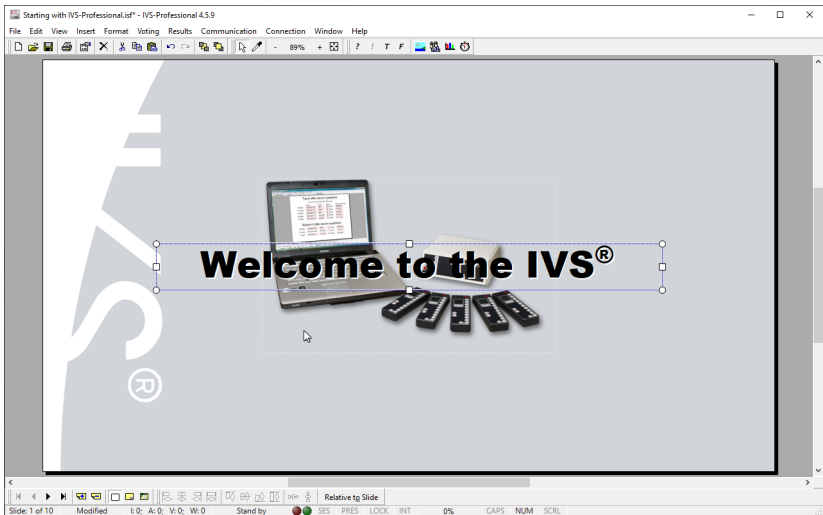 Starting with IVS-Professional.isf* - IVS-Professional 4.5.9
File Edit View Insert Format Voting Results Communication Connection Window Help
- 89% + ? ! T F
IVS®
Welcome to the IVS®
Relative to Slide
Slide: 1 of 10 Modified I: 0; A: 0; V: 0; W: 0 Stand by SES PRES LOCK INT 0% CAPS NUM SCRL